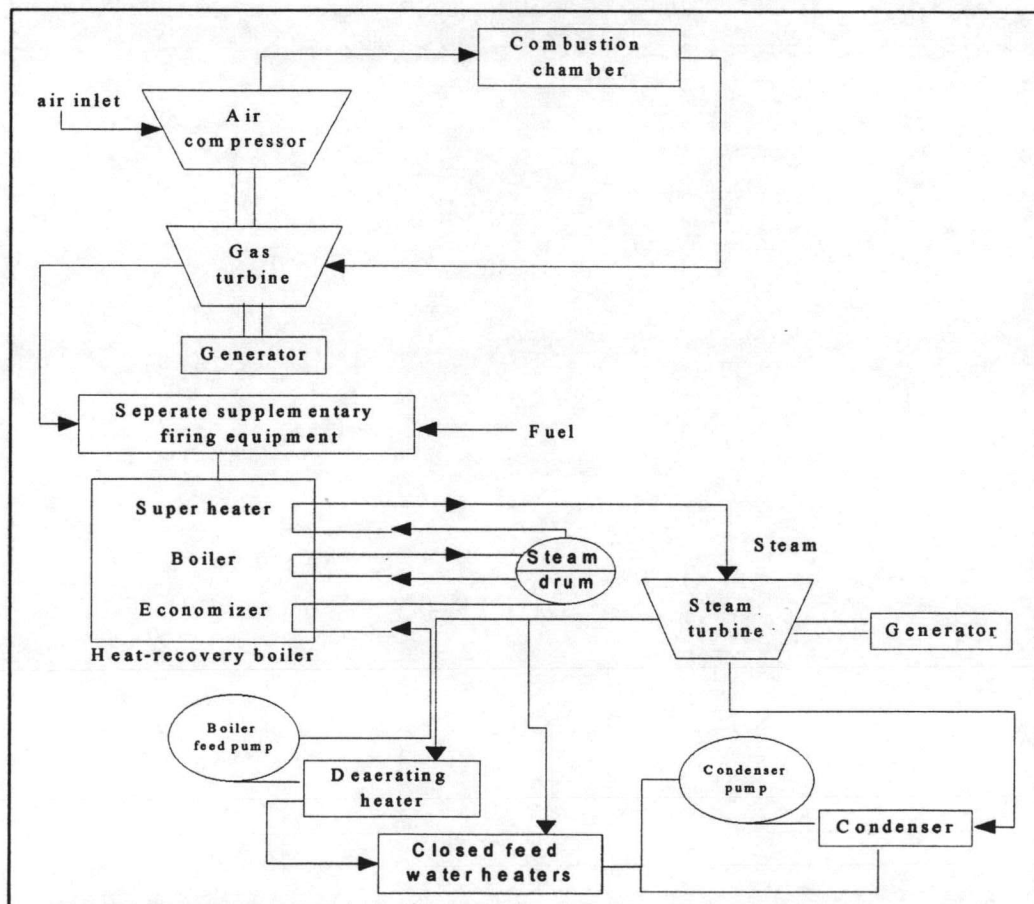 Combustion
chamber
air inlet
Air
compressor
Gas
turbine
Generator
Seperate supplementary
firing equipment
Fuel
Super heater
Steam
Boiler
Steam
drum
Economizer
Steam
turbine
Generator
Heat-recovery boiler
Boiler
feed pump
Condenser
pump
Deaerating
heater
Condenser
Closed feed
water heaters